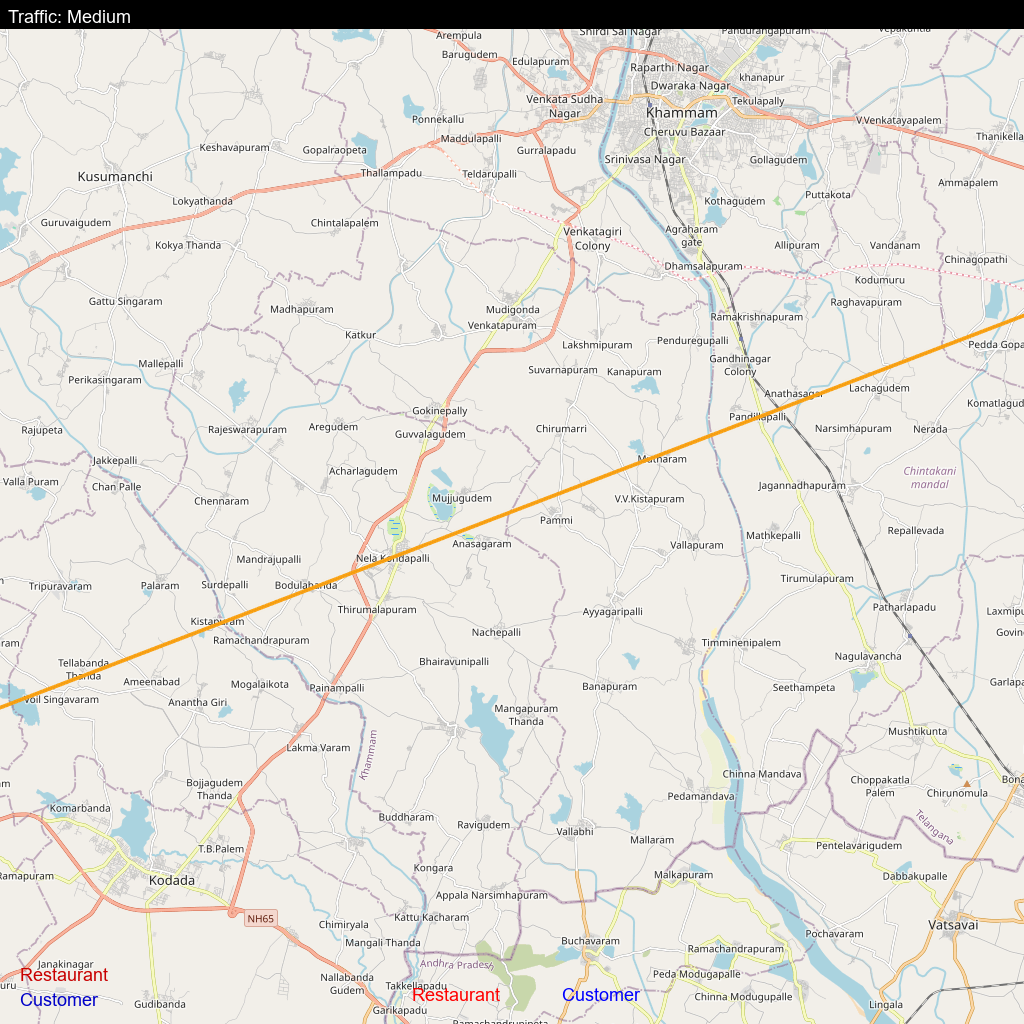 Traffic: Medium
Arempula
Shirdi Sai Nagar
Pandurangapuram
Barugudem
Edulapuram
Raparthi Nagar
khanapur
Dwaraka Nagar
Venkata Sudha
Nagar
Tekulapally
Khammam
Ponnekallu
V.Venkatayapalem
Cheruvu Bazaar
Maddulapalli
Keshavapuram
Gopalraopeta
Gurralapadu
Srinivasa Nagar
Gollagudem
Kusumanchi
Thallampadu
Teldarupalli
Ammapalem
Puttakota
Lokyathanda
Kothagudem
Guruvaigudem
Chintalapalem
Venkatagiri
Colony
Agraharam
gate
Kokya Thanda
Allipuram
Vandanam
Chinagopathi
Dhamsalapuram
Kodumuru
Gattu Singaram
Madhapuram
Mudigonda
Raghavapuram
Ramakrishnapuram
Venkatapuram
Katkur
Lakshmipuram
Penduregupalli
Pedda Gopa
Mallepalli
Suvarnapuram
Kanapuram
Gandhinagar
Colony
Perikasingaram
Lachagudem
Anathasagar
Komatlagud
Gokinepally
Pandillapalli
Rajupeta
Rajeswarapuram
Aregudem
Guvvalagudem
Chirumarri
Narsimhapuram
Nerada
Jakkepalli
Mutharam
Valla Puram
Chan Palle
Acharlagudem
Chintakani
mandal
Jagannadhapuram
Chennaram
Mujjugudem
V.V.Kistapuram
Pammi
Repallevada
Mathkepalli
Mandrajupalli
Nela Kondapalli
Anasagaram
Vallapuram
Tripuravaram
Palaram
Surdepalli
Bodulabanda
Tirumulapuram
Thirumalapuram
Ayyagaripalli
Patharlapadu
Laxmipu
Kistapuram
Ramachandrapuram
Nachepalli
Timminenipalem
Govin
ram
Tellabanda
Thanda
Bhairavunipalli
Nagulavancha
Ameenabad
Mogalaikota
Painampalli
Banapuram
Seethampeta
Garlapa
Voil Singavaram
Anantha Giri
Mangapuram
Thanda
Mushtikunta
Lakma Varam
Khammam
Chinna Mandava
Bojjagudem
Thanda
Choppakatla
Palem
Bona
Chirunomula
Komarbanda
Pedamandava
Buddharam
Ravigudem
Vallabhi
Mallaram
Telangana
T.B.Palem
Pentelavarigudem
Ramapuram
Kodada
Kongara
Malkapuram
Dabbakupalle
Appala Narsimhapuram
NH65
Kattu Kacharam
Chimiryala
Vatsavai
Pochavaram
Mangali Thanda
Buchavaram
Ramachandrapuram
Janakinagar
Andhra Pradesh
Restaurant
Nallabanda
Gudem
Peda Modugapalle
uru
Takkellapadu
Restaurant
Customer
Chinna Modugupalle
Customer
Gudibanda
Garikapadu
Lingala